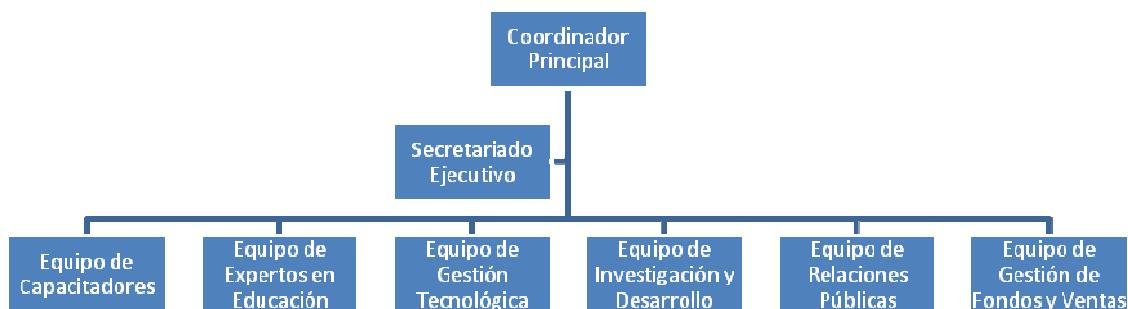 Coordinador
Principal
Secretariado
Ejecutivo
Equipo de
Capacitadores
Equipo de
Expertos en
Educación
Equipo de
Gestión
Tecnológica
Equipo de
Investigación y
Desarrollo
Equipo de
Relaciones
Públicas
Equipo de
Gestión de
Fondos y Ventas